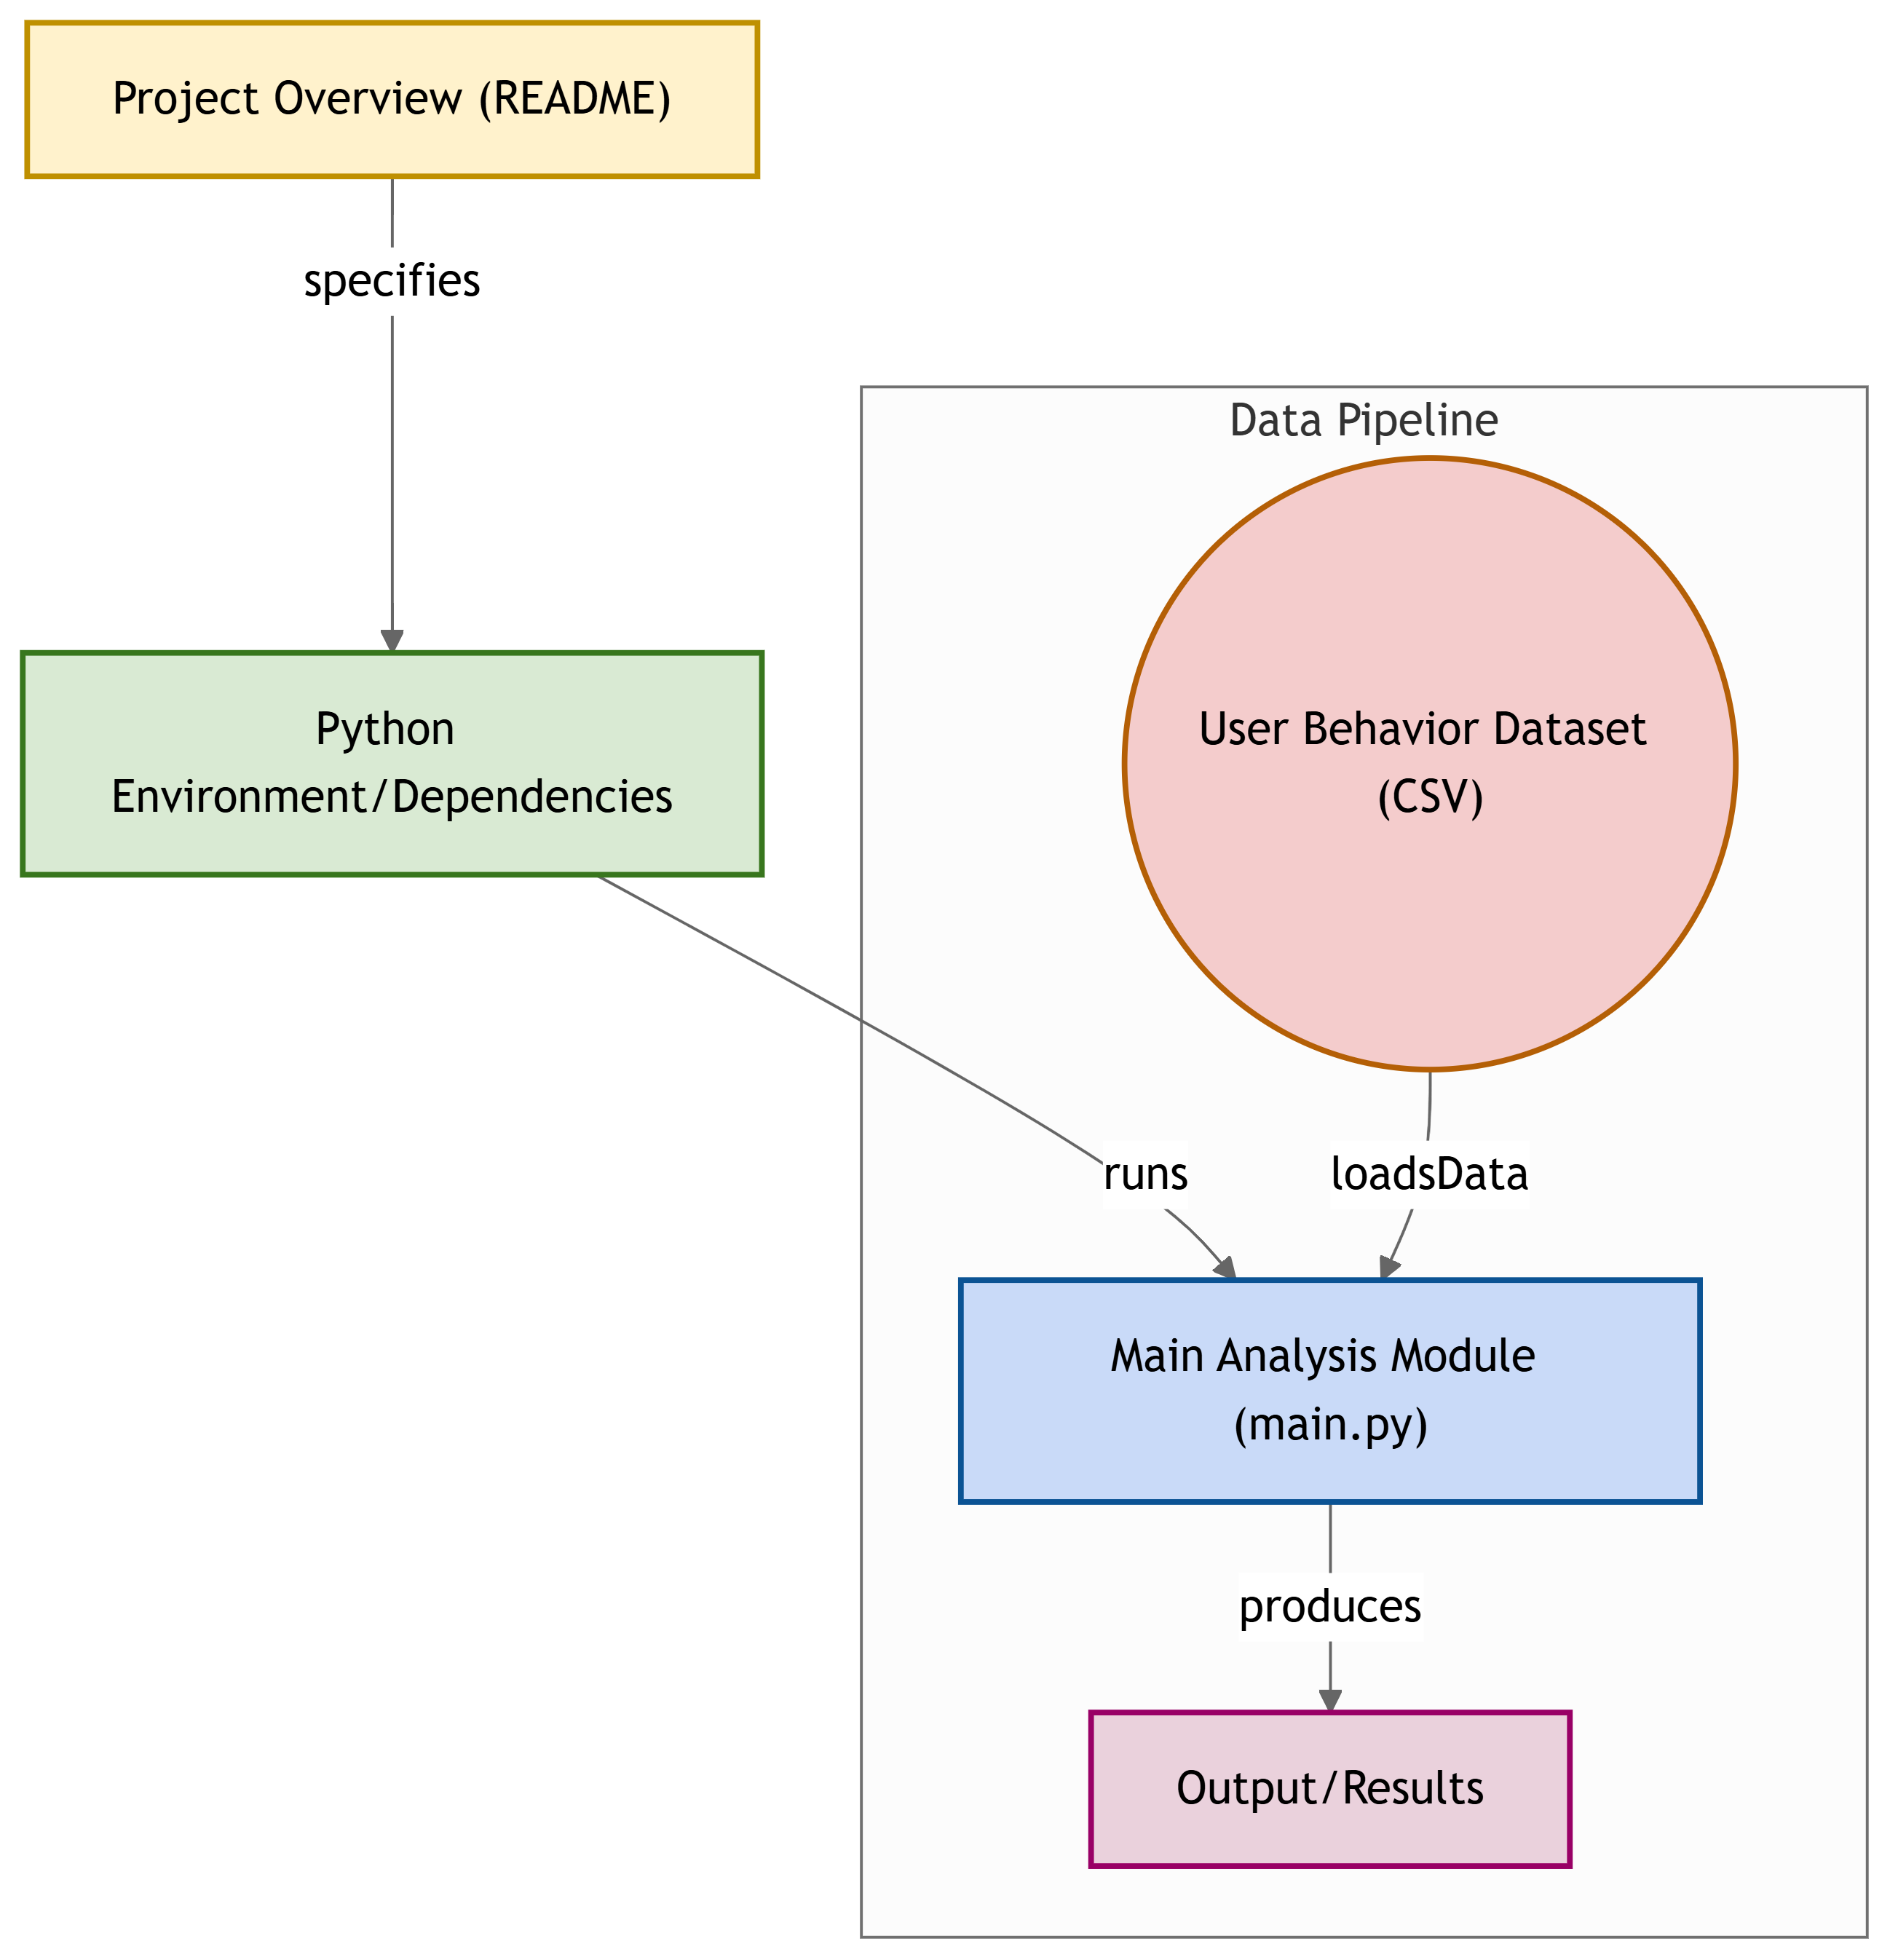 Project Overview (README)
specifies
Data Pipeline
Python
Environment/Dependencies
User Behavior Dataset
(CSV)
runs
loadsData
Main Analysis Module
(main.py)
produces
Output/Results